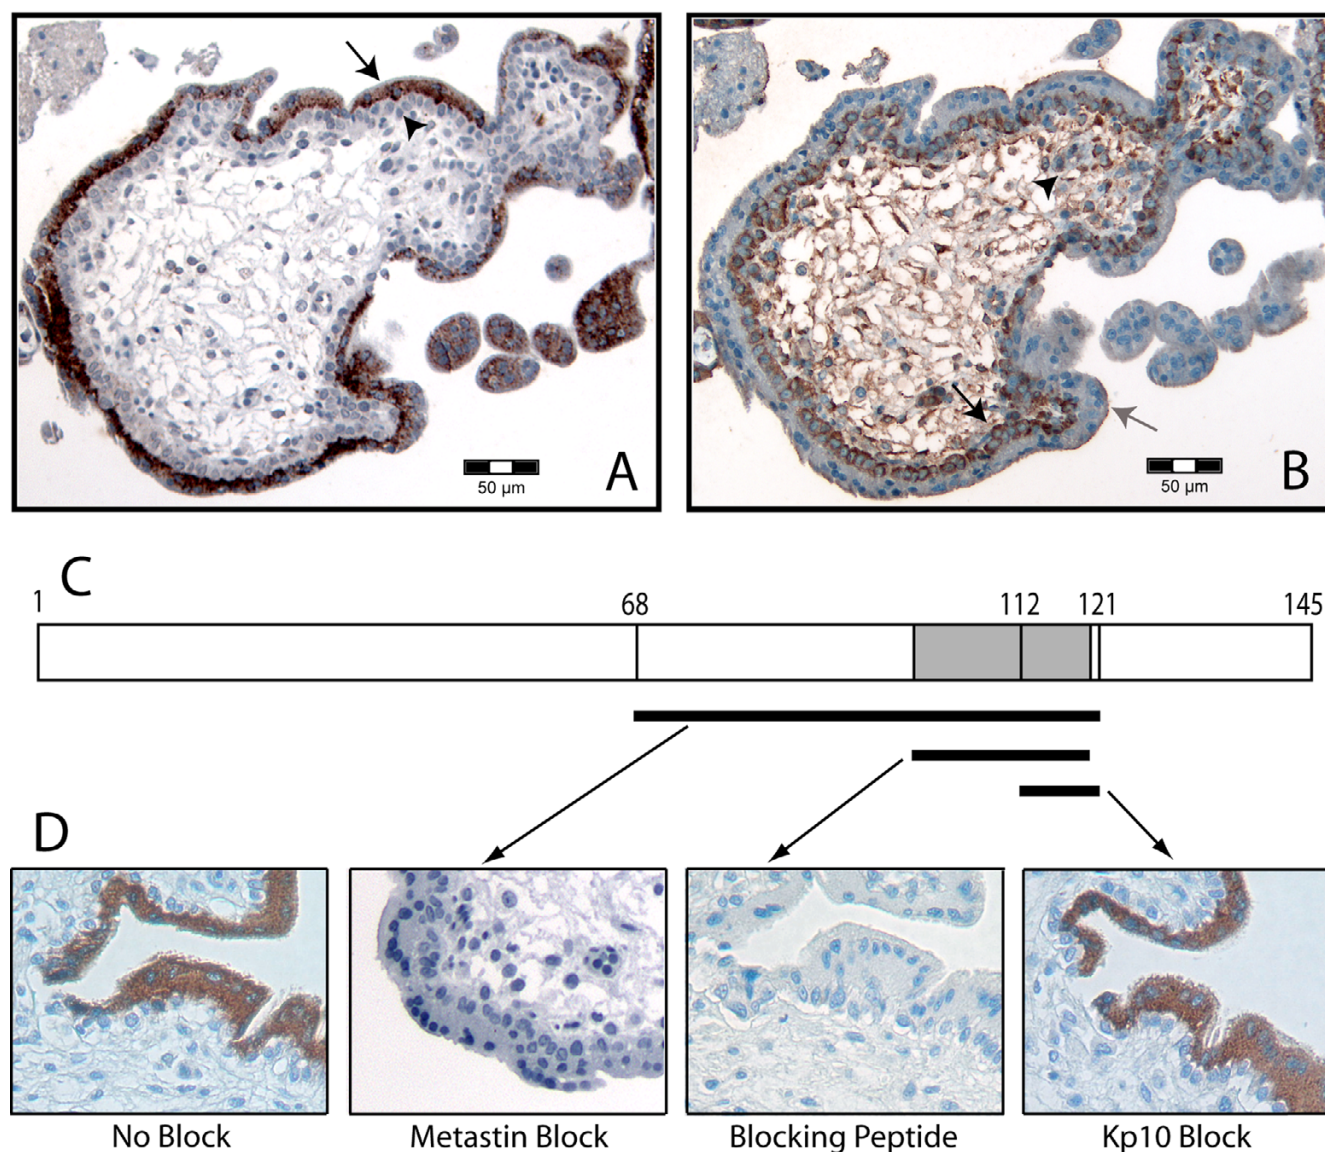 50 µm
A
50 µm
B
C
1 68 112 121 145
D
No Block Metastin Block Blocking Peptide Kp10 Block